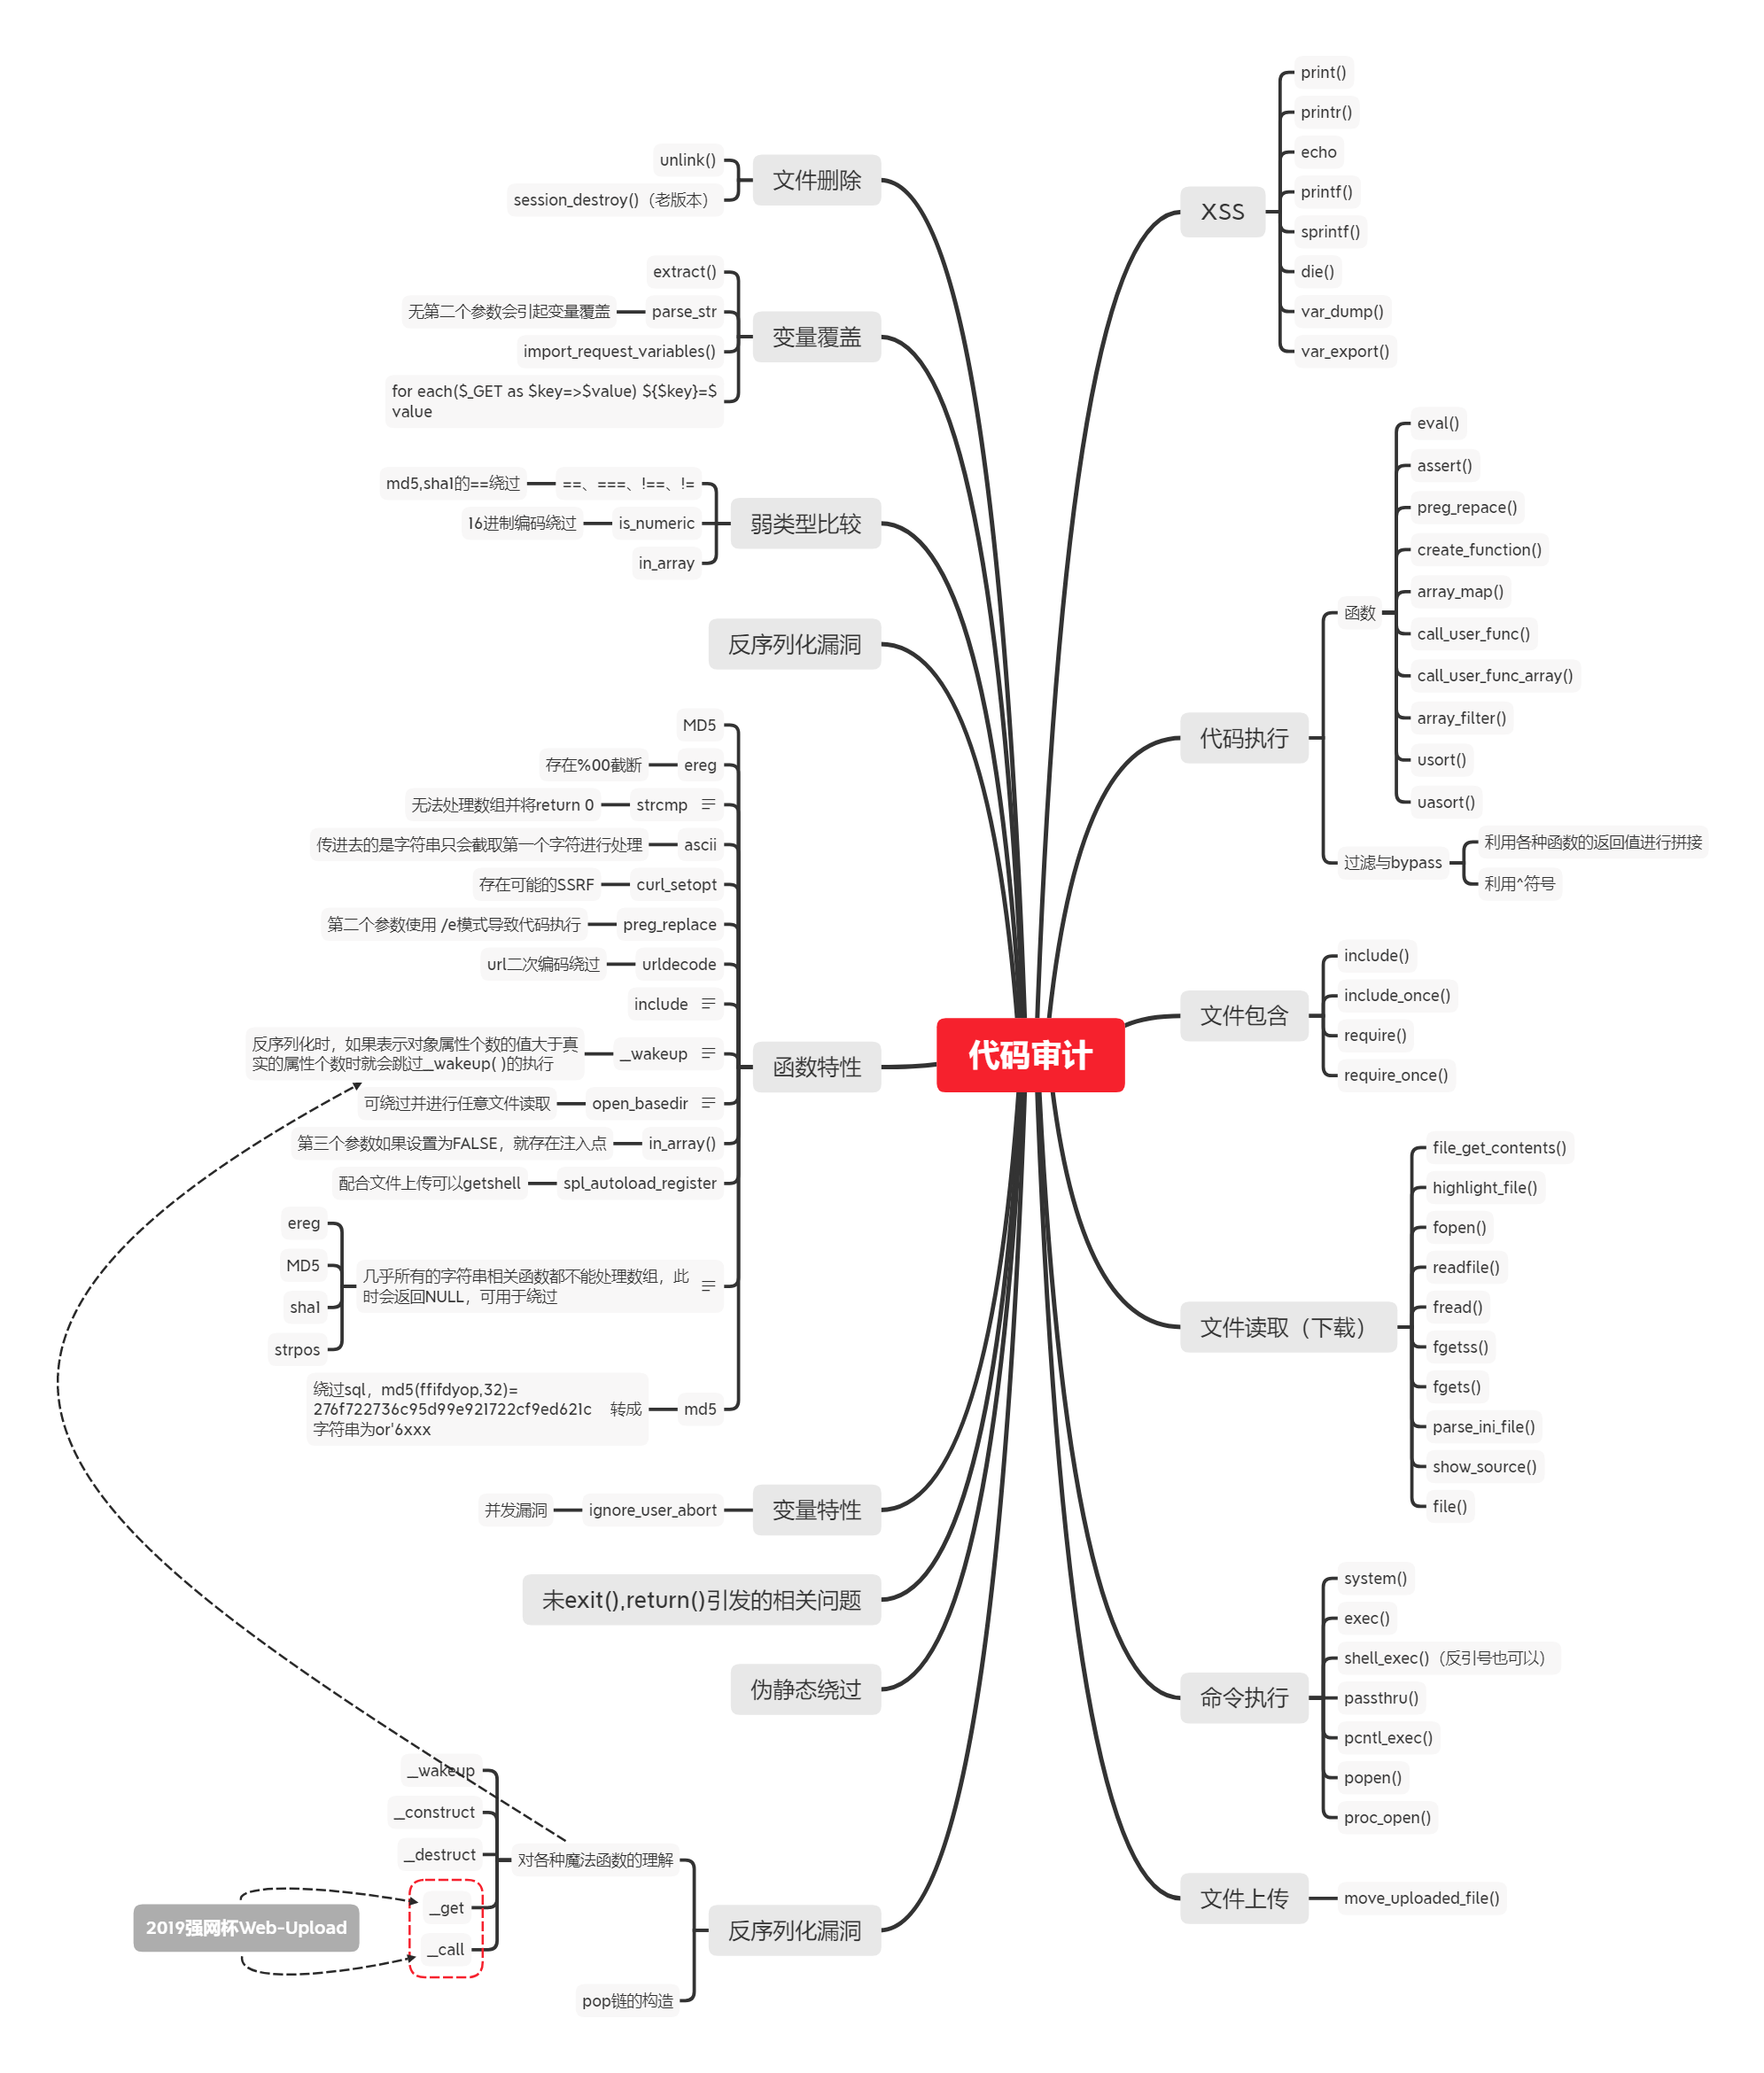 代码审计
XSS
print()
printr()
echo
printf()
sprintf()
die()
var_dump()
var_export()
代码执行
函数
eval()
assert()
preg_repace()
create_function()
array_map()
call_user_func()
call_user_func_array()
array_filter()
usort()
uasort()
过滤与bypass
利用各种函数的返回值进行拼接
利用^符号
文件包含
include()
include_once()
require()
require_once()
文件读取（下载）
file_get_contents()
highlight_file()
fopen()
readfile()
fread()
fgetss()
fgets()
parse_ini_file()
show_source()
file()
命令执行
system()
exec()
shell_exec()（反引号也可以）
passthru()
pcntl_exec()
popen()
proc_open()
文件上传
move_uploaded_file()
文件删除
unlink()
session_destroy()（老版本）
变量覆盖
extract()
parse_str
无第二个参数会引起变量覆盖
import_request_variables()
for each($_GET as $key=>$value) ${$key}=$
value
弱类型比较
==、===、!==、!=
md5,sha1的==绕过
is_numeric
16进制编码绕过
in_array
反序列化漏洞
函数特性
MD5
ereg
存在%00截断
strcmp
无法处理数组并将return 0
ascii
传进去的是字符串只会截取第一个字符进行处理
curl_setopt
存在可能的SSRF
preg_replace
第二个参数使用 /e模式导致代码执行
urldecode
url二次编码绕过
include
__wakeup
反序列化时，如果表示对象属性个数的值大于真
实的属性个数时就会跳过__wakeup( )的执行
open_basedir
可绕过并进行任意文件读取
in_array()
第三个参数如果设置为FALSE，就存在注入点
spl_autoload_register
配合文件上传可以getshell
几乎所有的字符串相关函数都不能处理数组，此
时会返回NULL，可用于绕过
ereg
MD5
sha1
strpos
md5
绕过sql，md5(ffifdyop,32)=
276f722736c95d99e921722cf9ed621c 转成
字符串为or'6xxx
变量特性
ignore_user_abort
并发漏洞
未exit(),return()引发的相关问题
伪静态绕过
反序列化漏洞
对各种魔法函数的理解
__wakeup
__construct
__destruct
__get
__call
2019强网杯Web-Upload
pop链的构造